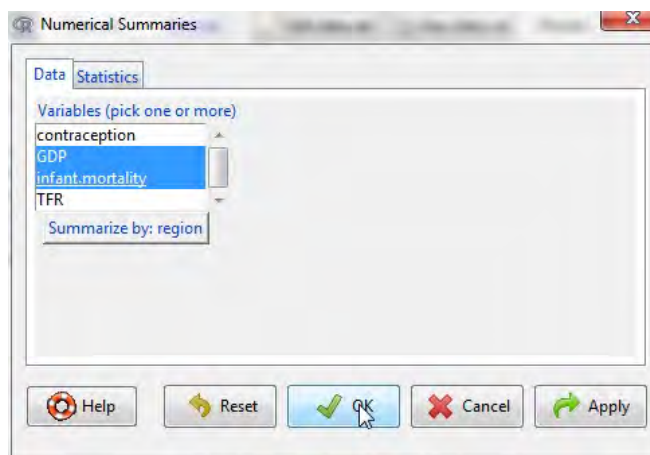 Numerical Summaries
Data Statistics
Variables (pick one or more)
contraception
GDP
infant.mortality
TFR
Summarize by: region
Help Reset OK Cancel Apply